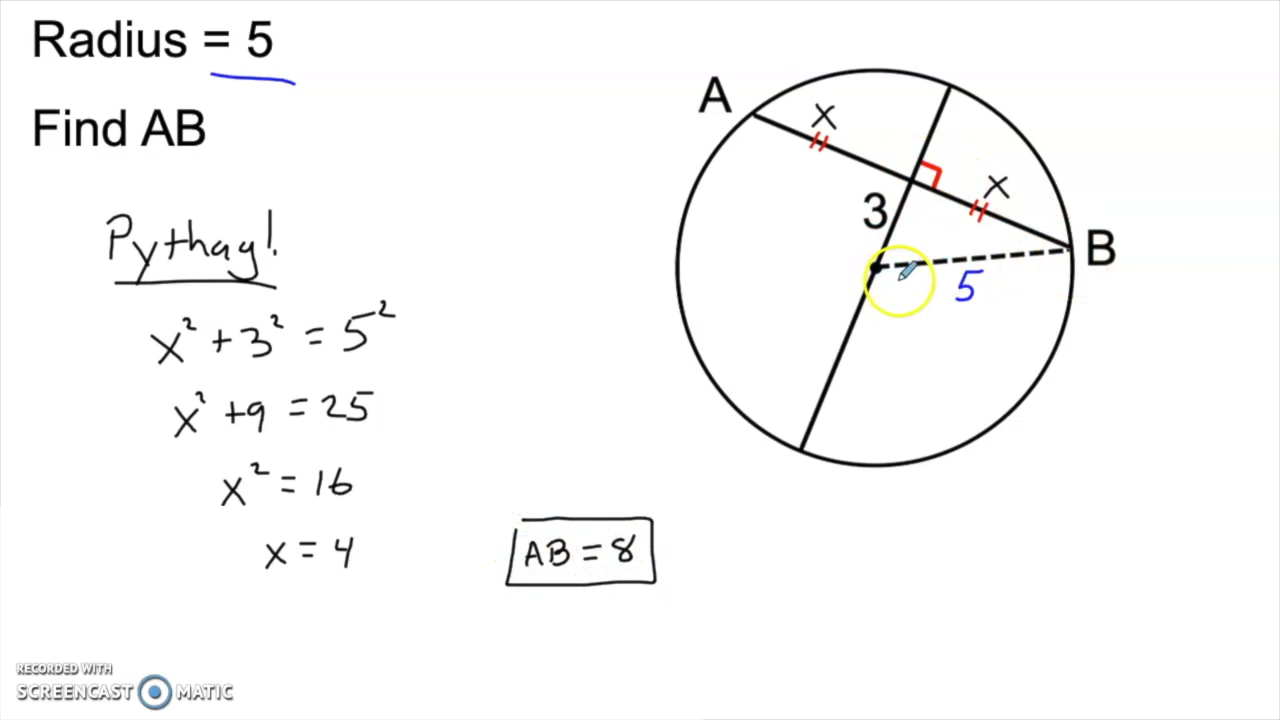 Radius = 5
Find AB
Pythag!
x² + 3² = 5²
x² + 9 = 25
x² = 16
x = 4
AB = 8
A
x
x
3
B
5
RECORDED WITH
SCREENCAST MATIC